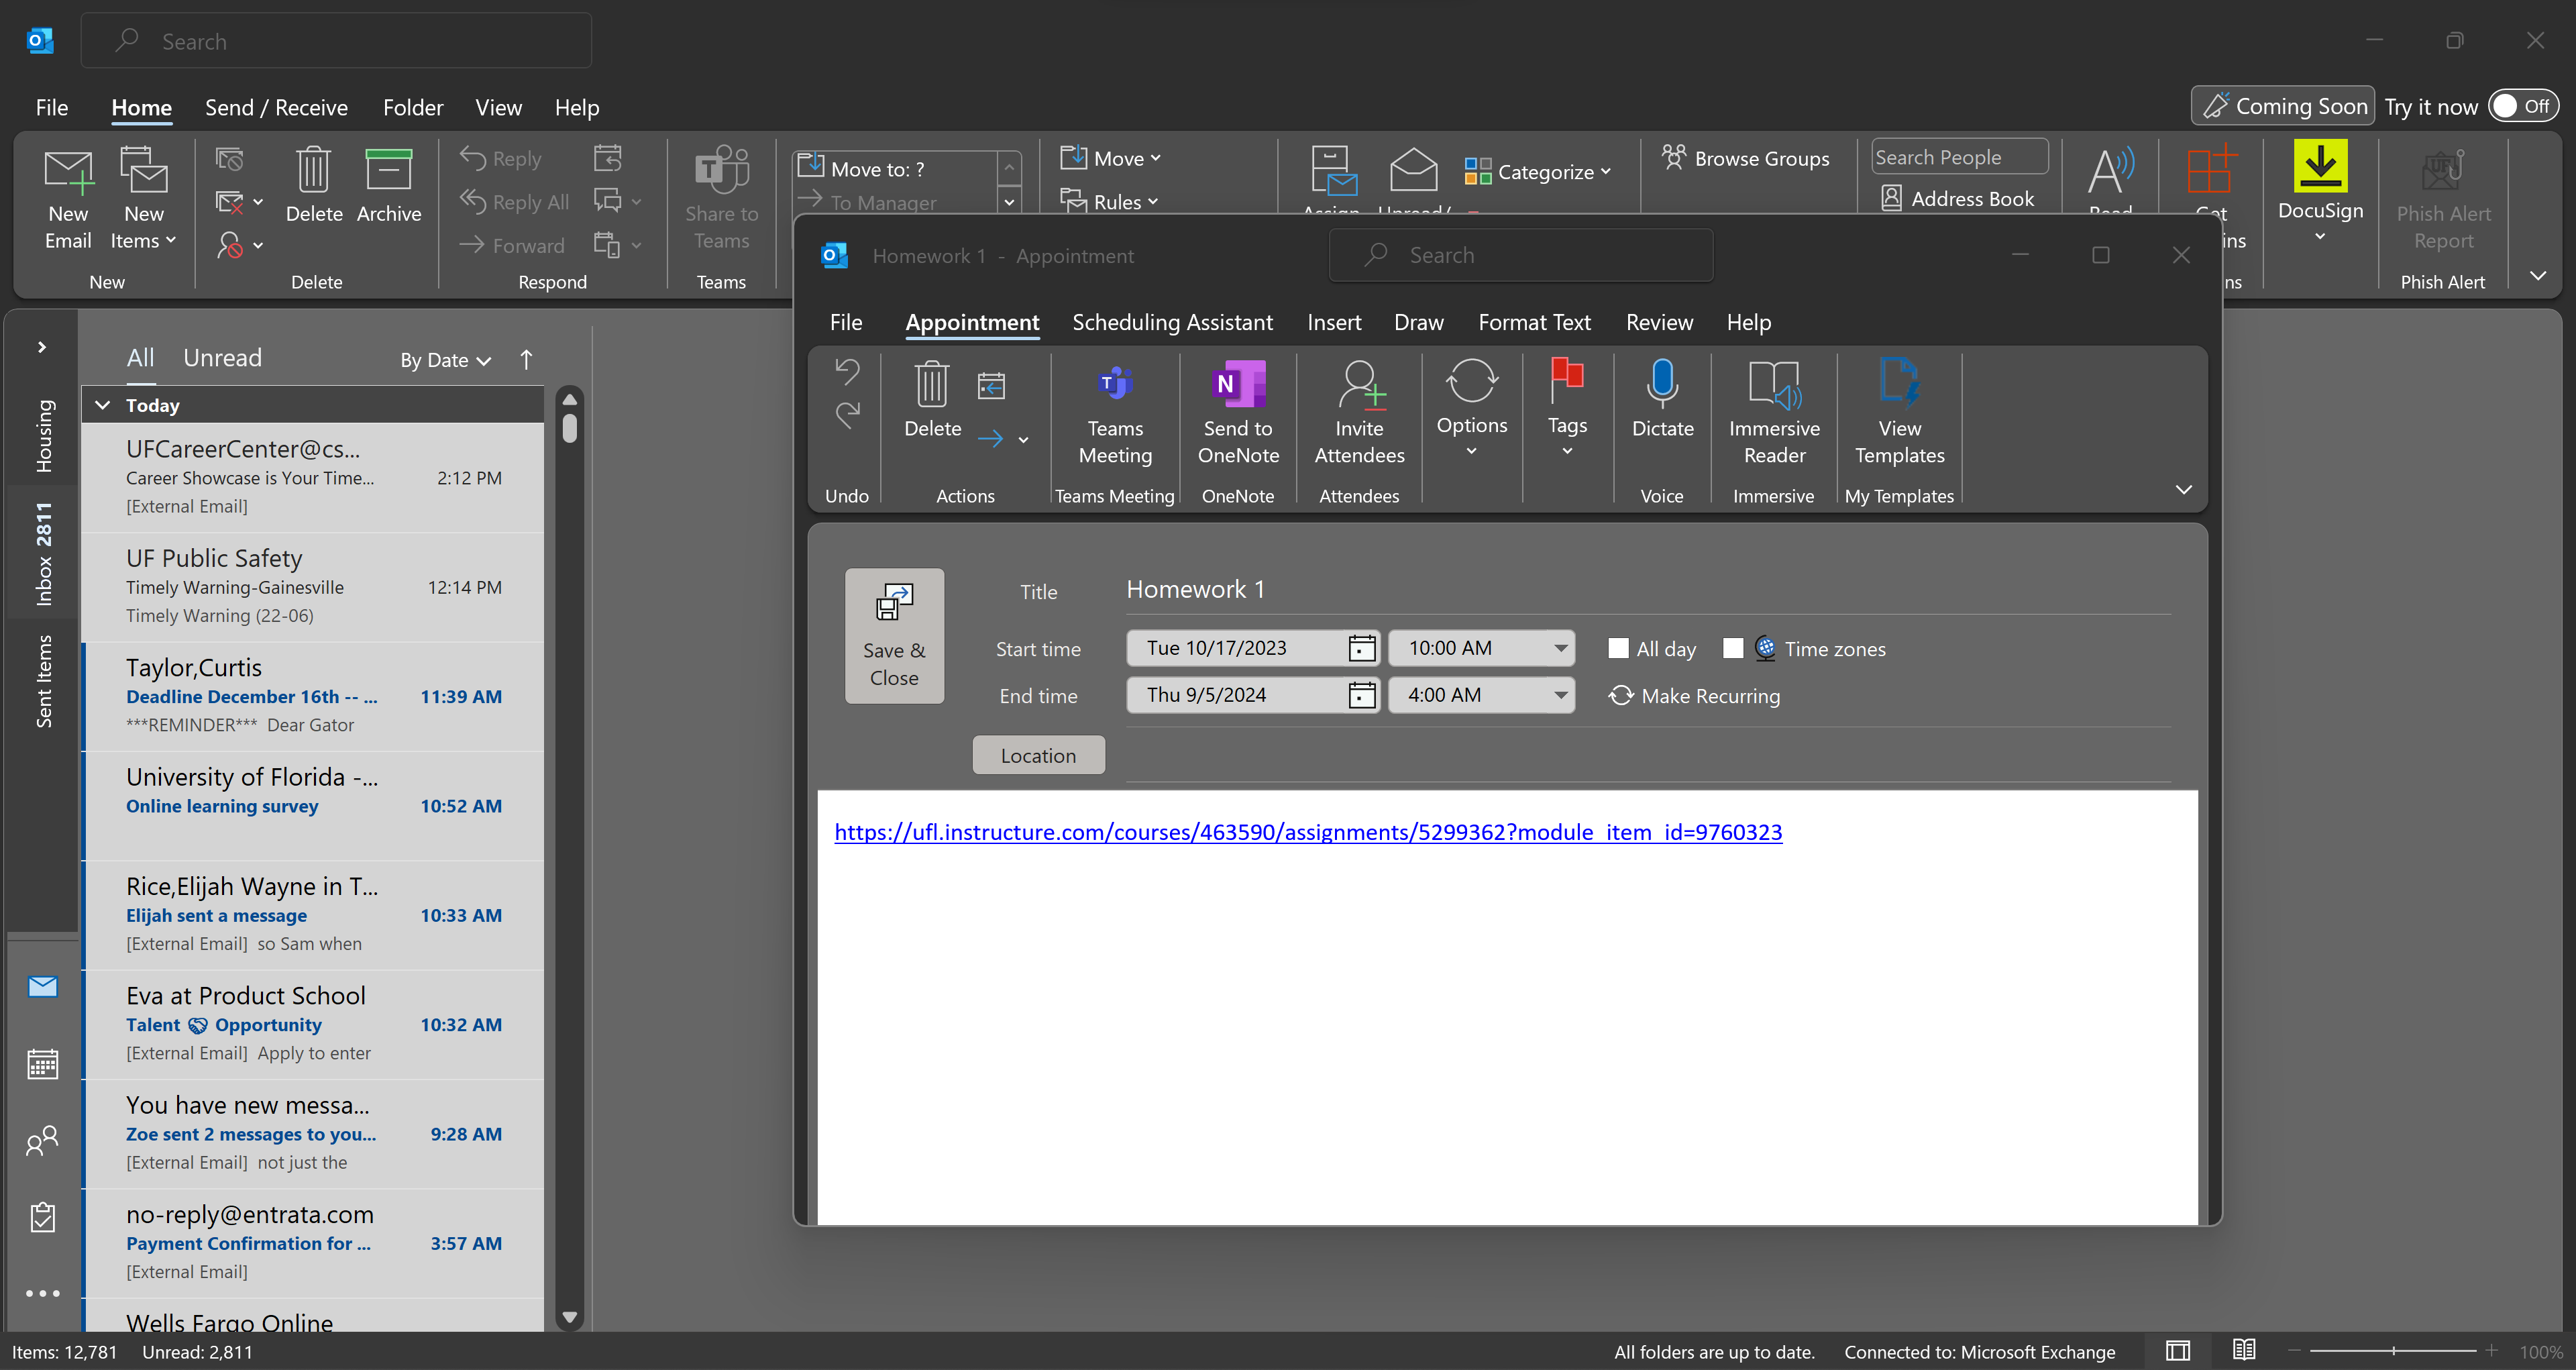 Search
File Home Send / Receive Folder View Help
Coming Soon Try it now Off
New Email
New Items
New
Delete
Archive
Delete
Reply
Reply All
Forward
Respond
Share to Teams
Teams
Move to: ?
To Manager
Move
Rules
Categorize
Browse Groups
Search People
Address Book
DocuSign
Phish Alert Report
Phish Alert
Homework 1 - Appointment
Search
File Appointment Scheduling Assistant Insert Draw Format Text Review Help
Undo
Delete
Actions
Teams Meeting
Teams Meeting
Send to OneNote
OneNote
Invite Attendees
Attendees
Options
Tags
Dictate
Voice
Immersive Reader
Immersive
View Templates
My Templates
Save & Close
Title Homework 1
Start time Tue 10/17/2023 10:00 AM All day Time zones
End time Thu 9/5/2024 4:00 AM Make Recurring
Location
https://ufl.instructure.com/courses/463590/assignments/5299362?module_item_id=9760323
Housing
Inbox 2811
Sent Items
All Unread By Date
Today
UFCareerCenter@cs...
Career Showcase is Your Time... 2:12 PM
[External Email]
UF Public Safety
Timely Warning-Gainesville 12:14 PM
Timely Warning (22-06)
Taylor,Curtis
Deadline December 16th -- ... 11:39 AM
***REMINDER*** Dear Gator
University of Florida -...
Online learning survey 10:52 AM
Rice,Elijah Wayne in T...
Elijah sent a message 10:33 AM
[External Email] so Sam when
Eva at Product School
Talent Opportunity 10:32 AM
[External Email] Apply to enter
You have new messa...
Zoe sent 2 messages to you... 9:28 AM
[External Email] not just the
no-reply@entrata.com
Payment Confirmation for ... 3:57 AM
[External Email]
Wells Fargo Online
Items: 12,781 Unread: 2,811
All folders are up to date. Connected to: Microsoft Exchange 100%